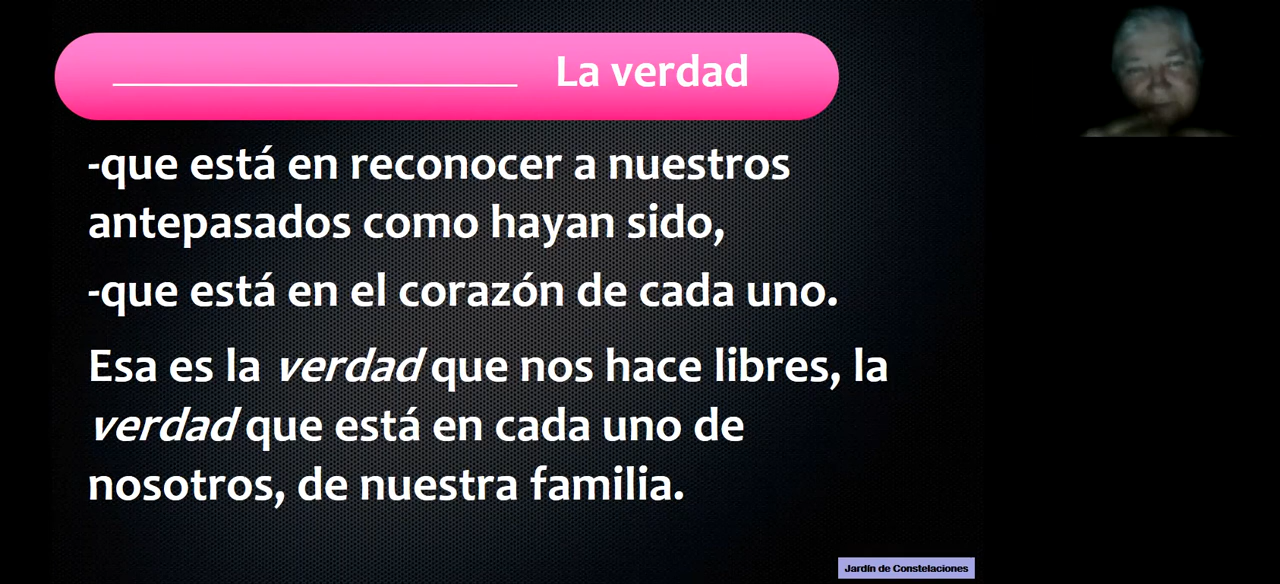 La verdad
-que está en reconocer a nuestros
antepasados como hayan sido,
-que está en el corazón de cada uno.
Esa es la verdad que nos hace libres, la
verdad que está en cada uno de
nosotros, de nuestra familia.
Jardín de Constelaciones